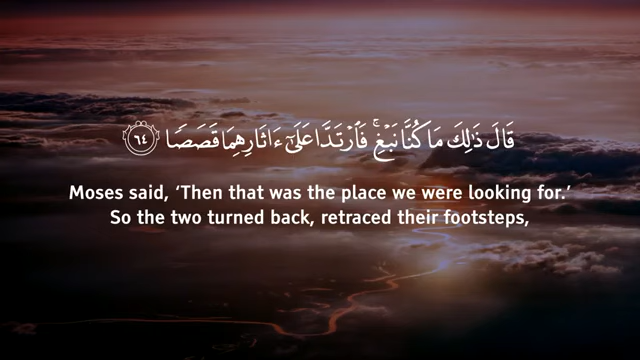 قَالَ ذَٰلِكَ مَا كُنَّا نَبْغِ ۚ فَٱرْتَدَّا عَلَىٰٓ ءَاثَارِهِمَا قَصَصًا ٦٤
Moses said, ‘Then that was the place we were looking for.’
So the two turned back, retraced their footsteps,